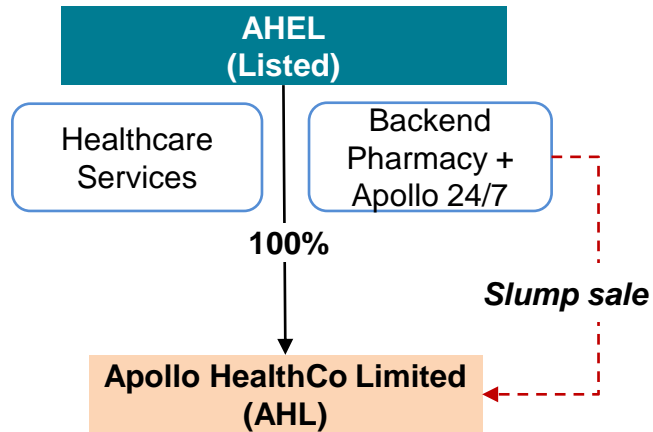 AHEL
(Listed)
Healthcare
Services
Backend
Pharmacy +
Apollo 24/7
100%
Slump sale
Apollo HealthCo Limited
(AHL)